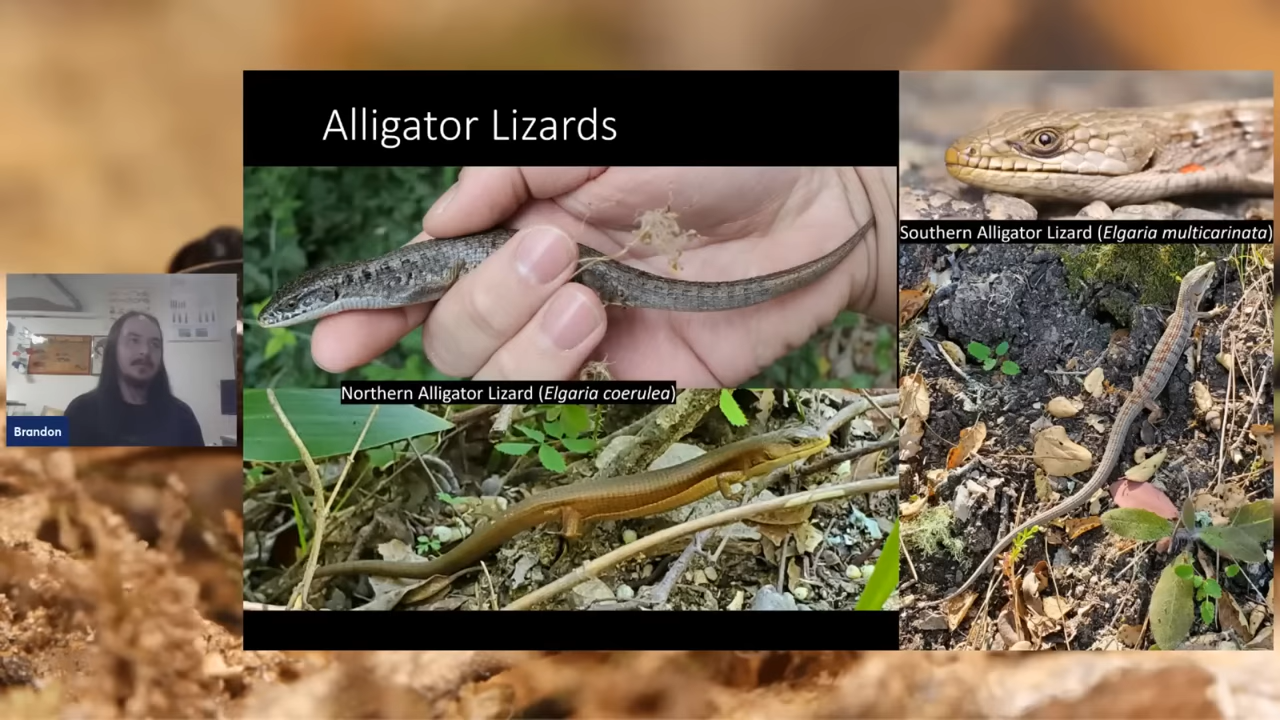 Alligator Lizards
Southern Alligator Lizard (Elgaria multicarinata)
Northern Alligator Lizard (Elgaria coerulea)
Brandon